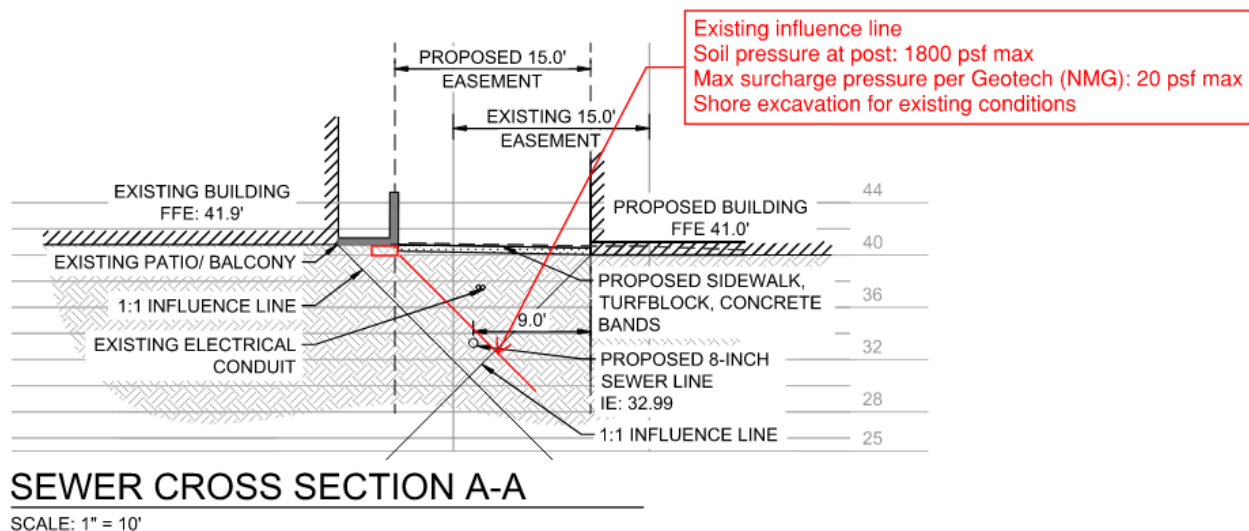 Existing influence line
Soil pressure at post: 1800 psf max
Max surcharge pressure per Geotech (NMG): 20 psf max
Shore excavation for existing conditions
PROPOSED 15.0'
EASEMENT
EXISTING 15.0'
EASEMENT
EXISTING BUILDING
FFE: 41.9'
PROPOSED BUILDING
FFE 41.0'
44
40
36
32
28
25
EXISTING PATIO/ BALCONY
1:1 INFLUENCE LINE
EXISTING ELECTRICAL
CONDUIT
PROPOSED SIDEWALK,
TURFBLOCK, CONCRETE
BANDS
9.0'
PROPOSED 8-INCH
SEWER LINE
IE: 32.99
1:1 INFLUENCE LINE
SEWER CROSS SECTION A-A
SCALE: 1" = 10'